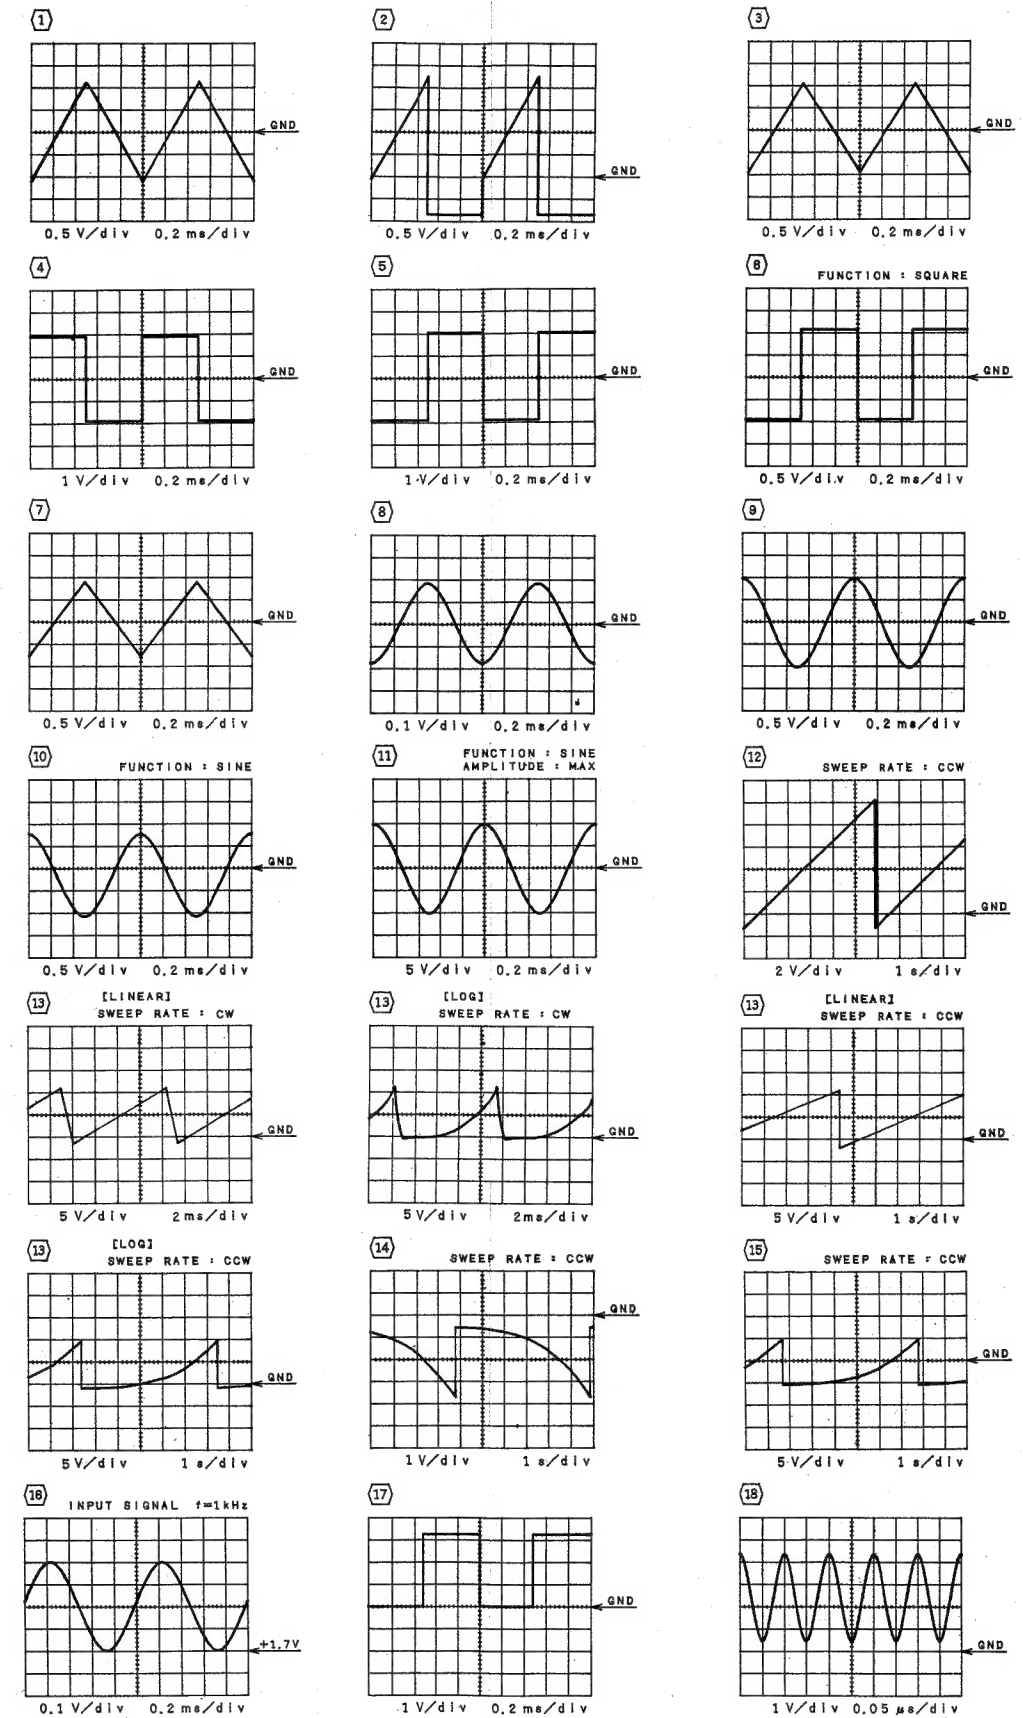 1
2
3
GND
GND
GND
0.5 V/div 0.2 ms/div
0.5 V/div 0.2 ms/div
0.5 V/div 0.2 ms/div
4
5
6
FUNCTION : SQUARE
GND
GND
GND
1 V/div 0.2 ms/div
1 V/div 0.2 ms/div
0.5 V/div 0.2 ms/div
7
8
9
GND
GND
GND
0.5 V/div 0.2 ms/div
0.1 V/div 0.2 ms/div
0.5 V/div 0.2 ms/div
10
FUNCTION : SINE
11
FUNCTION : SINE
AMPLITUDE : MAX
12
SWEEP RATE : CCW
GND
GND
GND
0.5 V/div 0.2 ms/div
5 V/div 0.2 ms/div
2 V/div 1 s/div
13
[LINEAR]
SWEEP RATE : CW
13
[LOG]
SWEEP RATE : CW
13
[LINEAR]
SWEEP RATE : CCW
GND
GND
GND
5 V/div 2ms/div
5 V/div 2ms/div
5 V/div 1 s/div
13
[LOG]
SWEEP RATE : CCW
14
SWEEP RATE : CCW
15
SWEEP RATE : CCW
GND
GND
GND
5 V/div 1 s/div
1 V/div 1 s/div
5 V/div 1 s/div
16
INPUT SIGNAL f=1kHz
17
18
+1.7V
GND
GND
0.1 V/div 0.2 ms/div
1 V/div 0.2 ms/div
1 V/div 0.05 μs/div